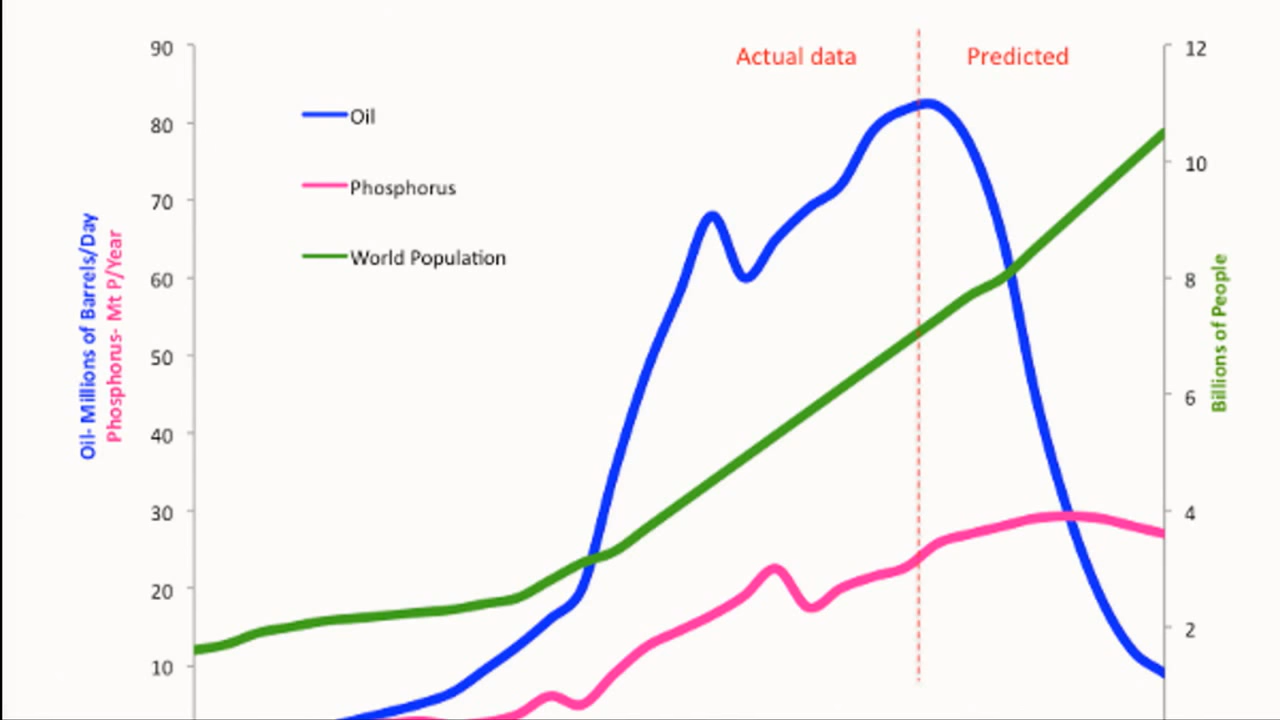 Actual data
Predicted
90
80
70
60
50
40
30
20
10
Oil- Millions of Barrels/Day
Phosphorus- Mt P/Year
Oil
Phosphorus
World Population
12
10
8
6
4
2
Billions of People